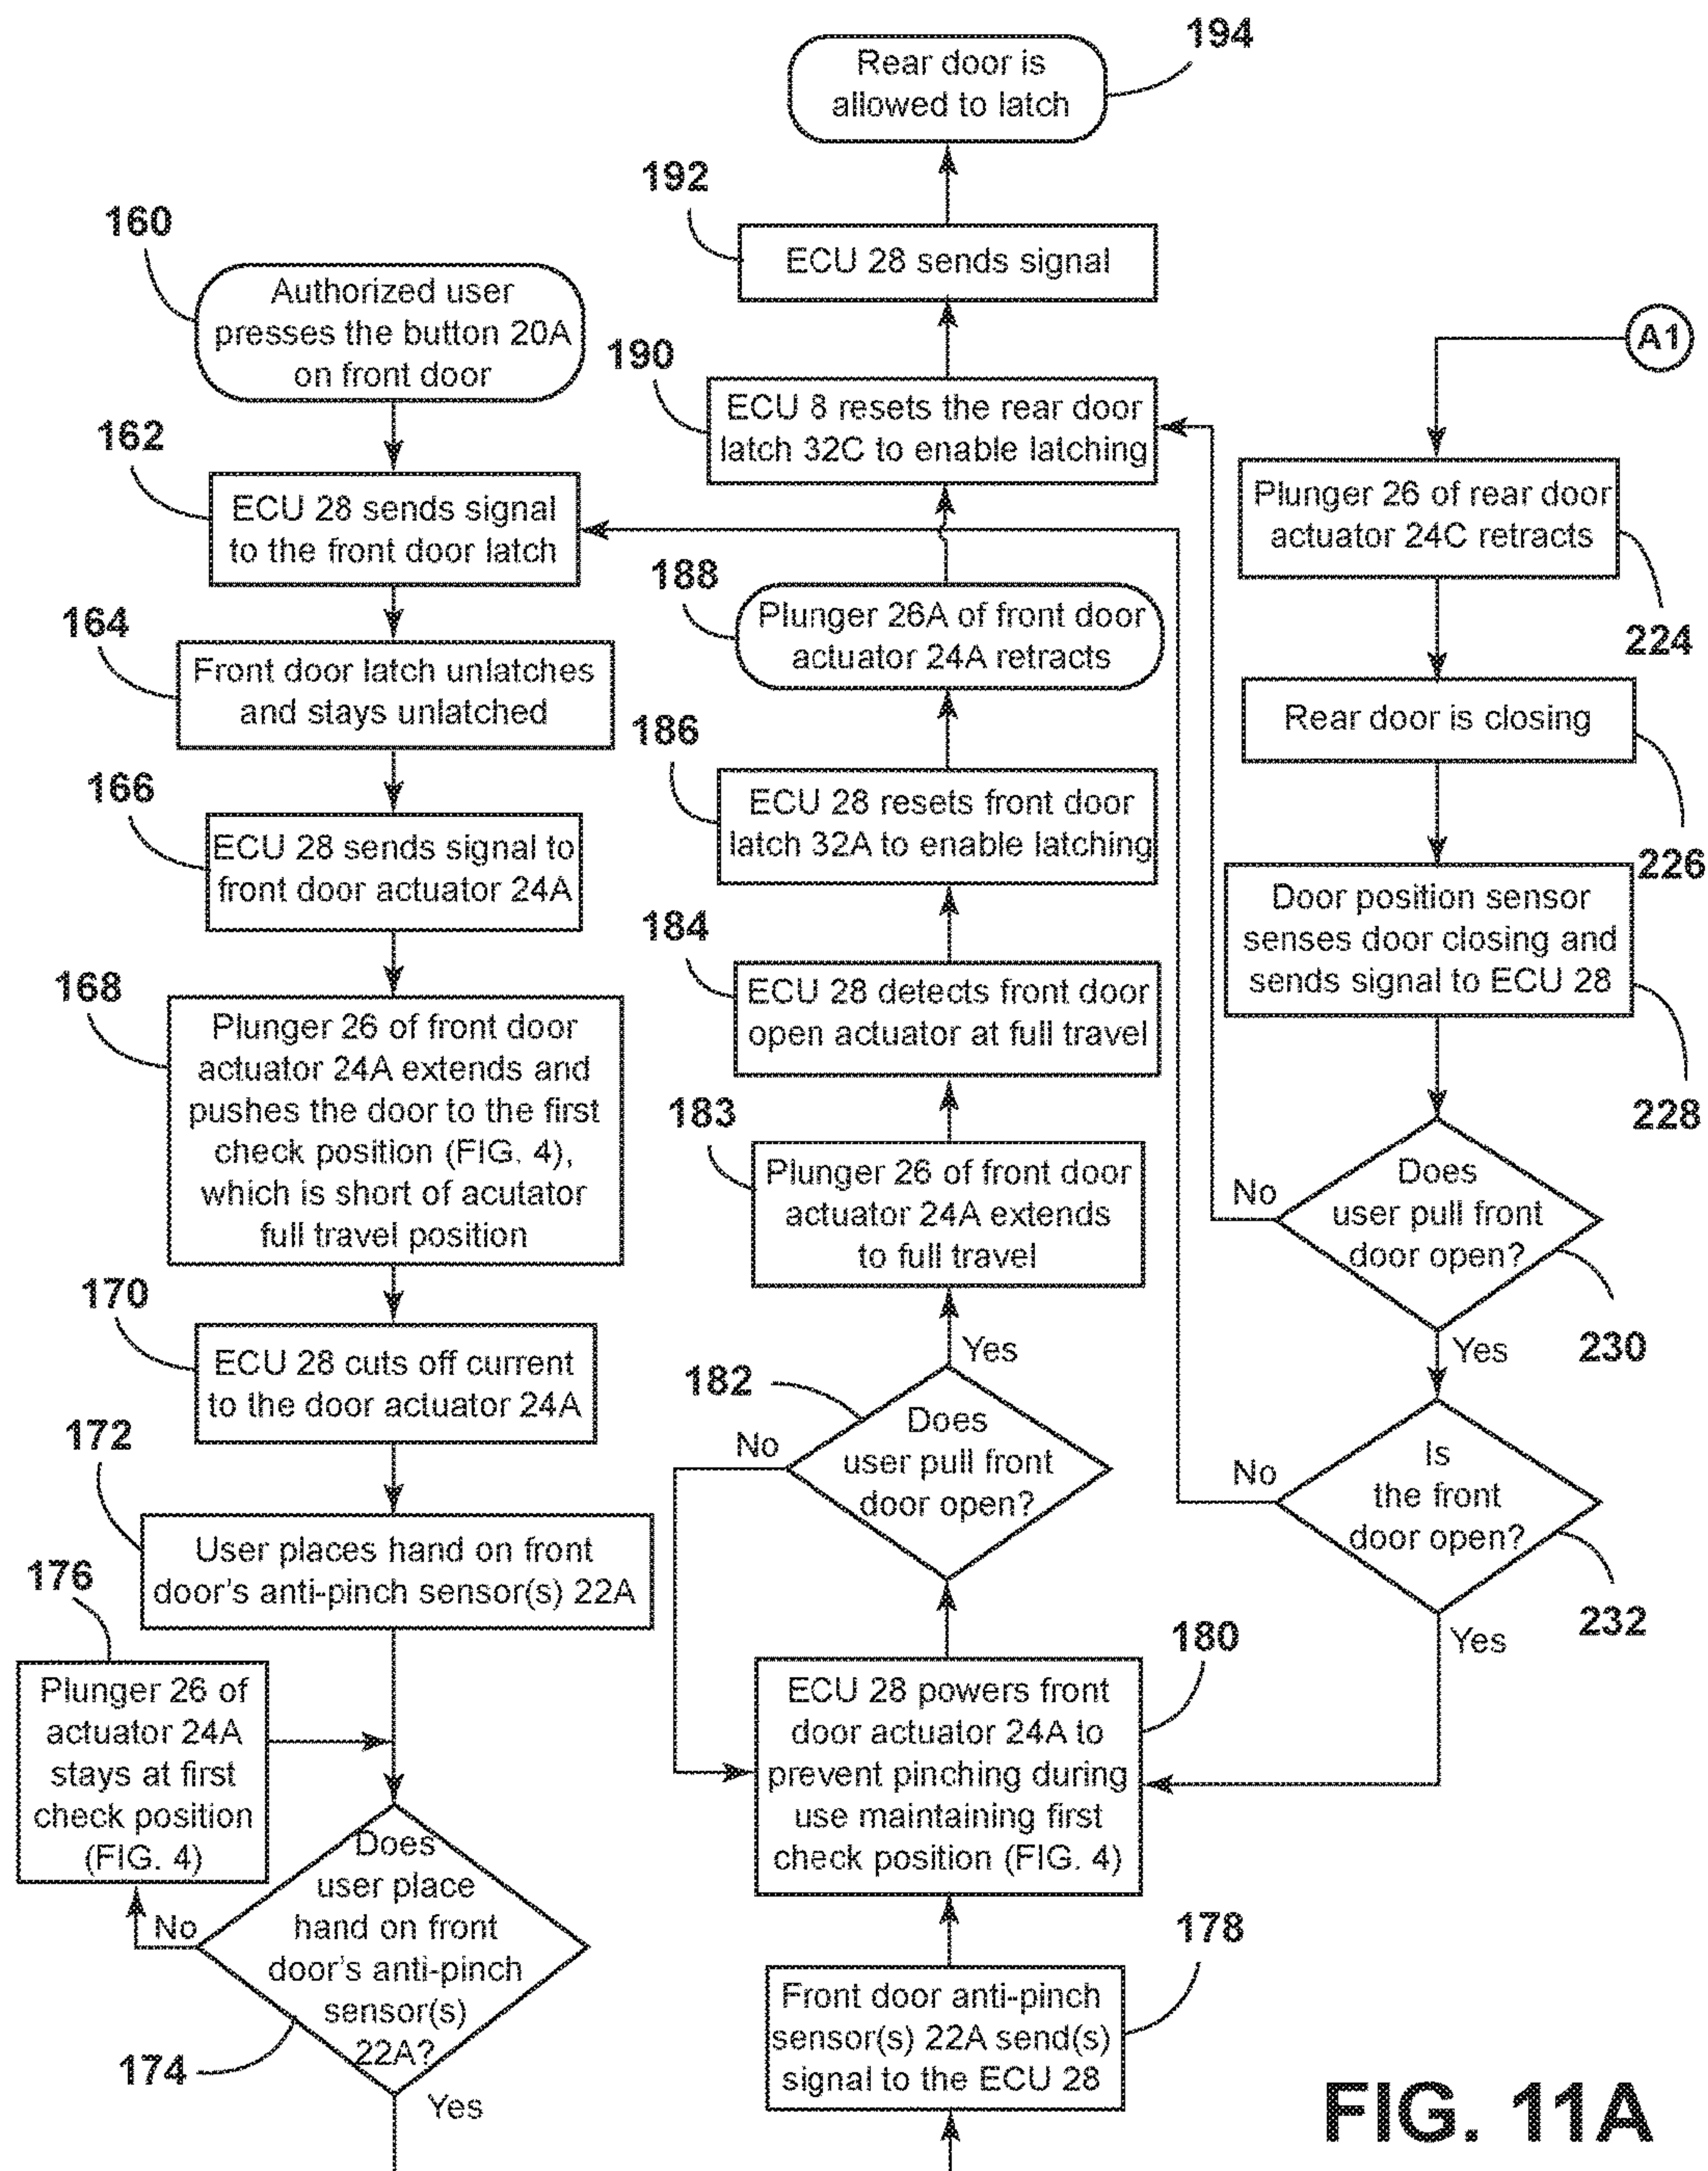 160
Authorized user
presses the button 20A
on front door
162
ECU 28 sends signal
to the front door latch
164
Front door latch unlatches
and stays unlatched
166
ECU 28 sends signal to
front door actuator 24A
168
Plunger 26 of front door
actuator 24A extends and
pushes the door to the first
check position (FIG. 4),
which is short of acutator
full travel position
170
ECU 28 cuts off current
to the door actuator 24A
172
User places hand on front
door's anti-pinch sensor(s) 22A
176
Plunger 26 of
actuator 24A
stays at first
check position
(FIG. 4)
No
Does
user place
hand on front
door's anti-pinch
sensor(s)
22A?
174
Yes
194
Rear door is
allowed to latch
192
ECU 28 sends signal
190
ECU 8 resets the rear door
latch 32C to enable latching
188
Plunger 26A of front door
actuator 24A retracts
186
ECU 28 resets front door
latch 32A to enable latching
184
ECU 28 detects front door
open actuator at full travel
183
Plunger 26 of front door
actuator 24A extends
to full travel
Yes
182
No
Does
user pull front
door open?
180
ECU 28 powers front
door actuator 24A to
prevent pinching during
use maintaining first
check position (FIG. 4)
178
Front door anti-pinch
sensor(s) 22A send(s)
signal to the ECU 28
A1
Plunger 26 of rear door
actuator 24C retracts
224
Rear door is closing
226
Door position sensor
senses door closing and
sends signal to ECU 28
228
No
Does
user pull front
door open?
230
Yes
No
Is
the front
door open?
232
Yes
FIG. 11A